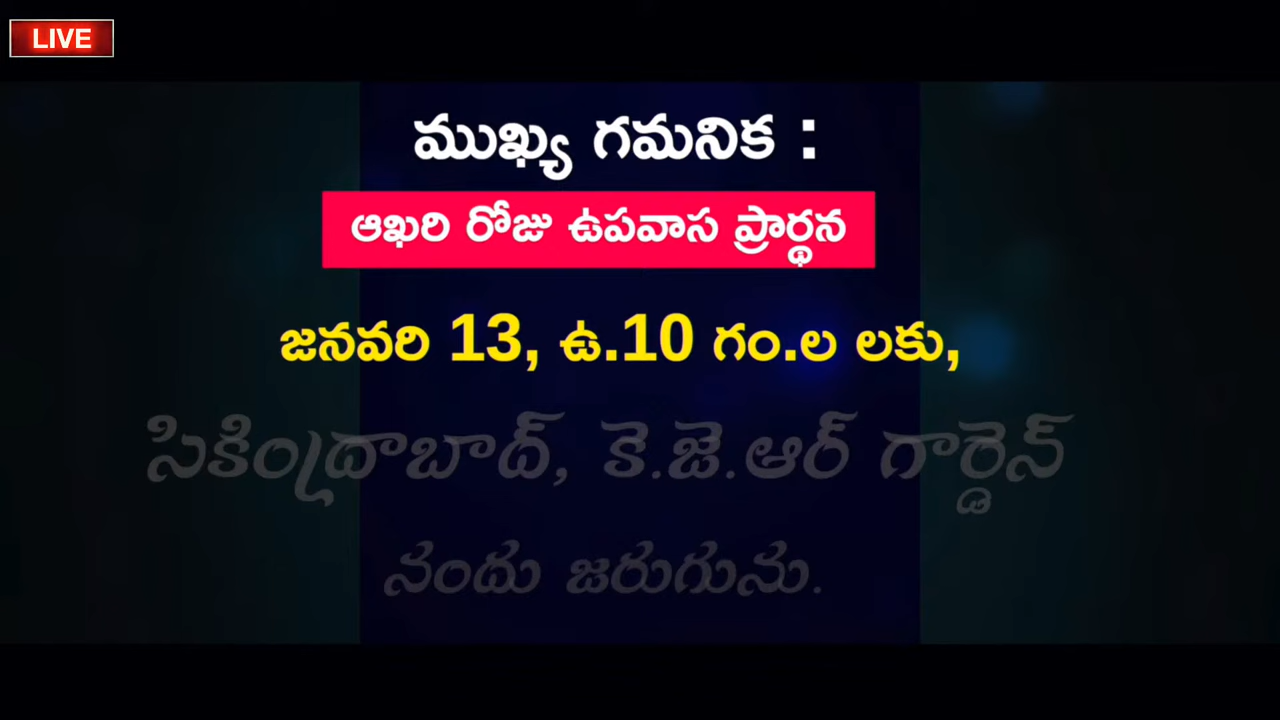 LIVE
ముఖ్య గమనిక :
ఆఖరి రోజు ఉపవాస ప్రార్థన
జనవరి 13, ఉ.10 గం.ల లకు,
సికింద్రాబాద్, కె.జె.ఆర్ గార్డెన్
నందు జరుగును.